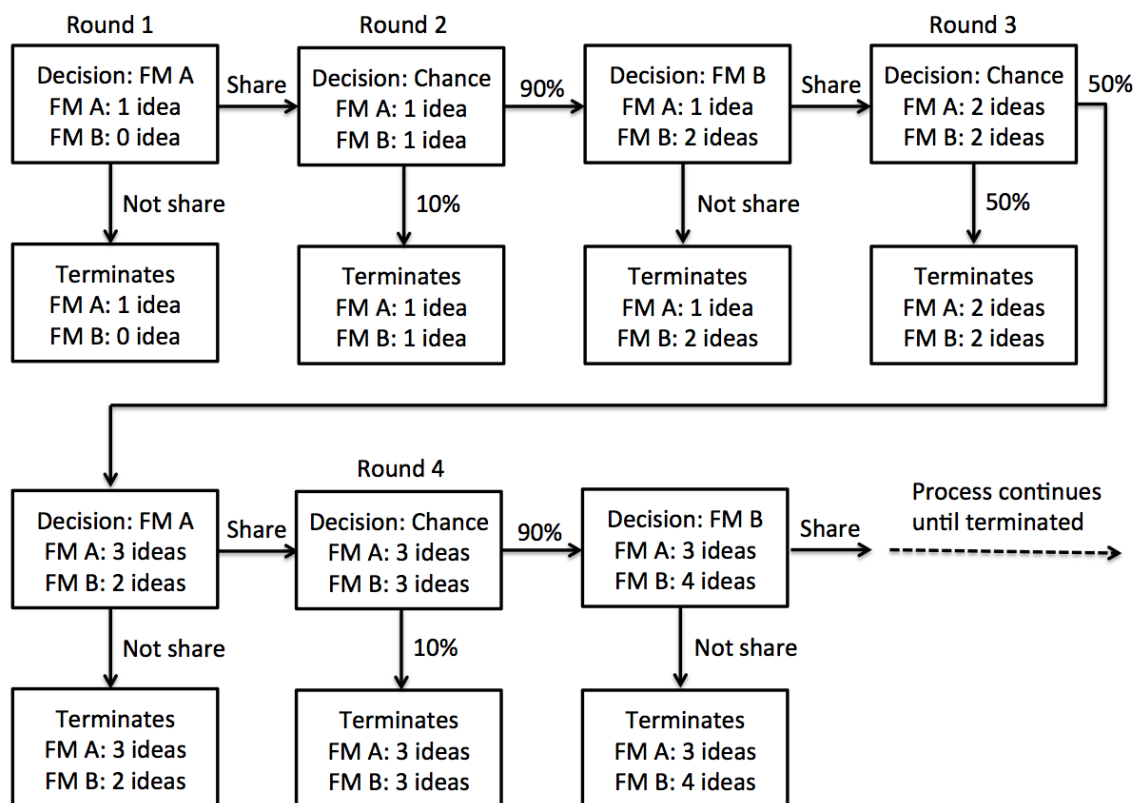 Round 1
Round 2
Round 3
Decision: FM A
FM A: 1 idea
FM B: 0 idea
Share
Decision: Chance
FM A: 1 idea
FM B: 1 idea
90%
Decision: FM B
FM A: 1 idea
FM B: 2 ideas
Share
Decision: Chance
FM A: 2 ideas
FM B: 2 ideas
50%
Not share
10%
Not share
50%
Terminates
FM A: 1 idea
FM B: 0 idea
Terminates
FM A: 1 idea
FM B: 1 idea
Terminates
FM A: 1 idea
FM B: 2 ideas
Terminates
FM A: 2 ideas
FM B: 2 ideas
Round 4
Decision: FM A
FM A: 3 ideas
FM B: 2 ideas
Share
Decision: Chance
FM A: 3 ideas
FM B: 3 ideas
90%
Decision: FM B
FM A: 3 ideas
FM B: 4 ideas
Share
Process continues
until terminated
Not share
10%
Not share
Terminates
FM A: 3 ideas
FM B: 2 ideas
Terminates
FM A: 3 ideas
FM B: 3 ideas
Terminates
FM A: 3 ideas
FM B: 4 ideas